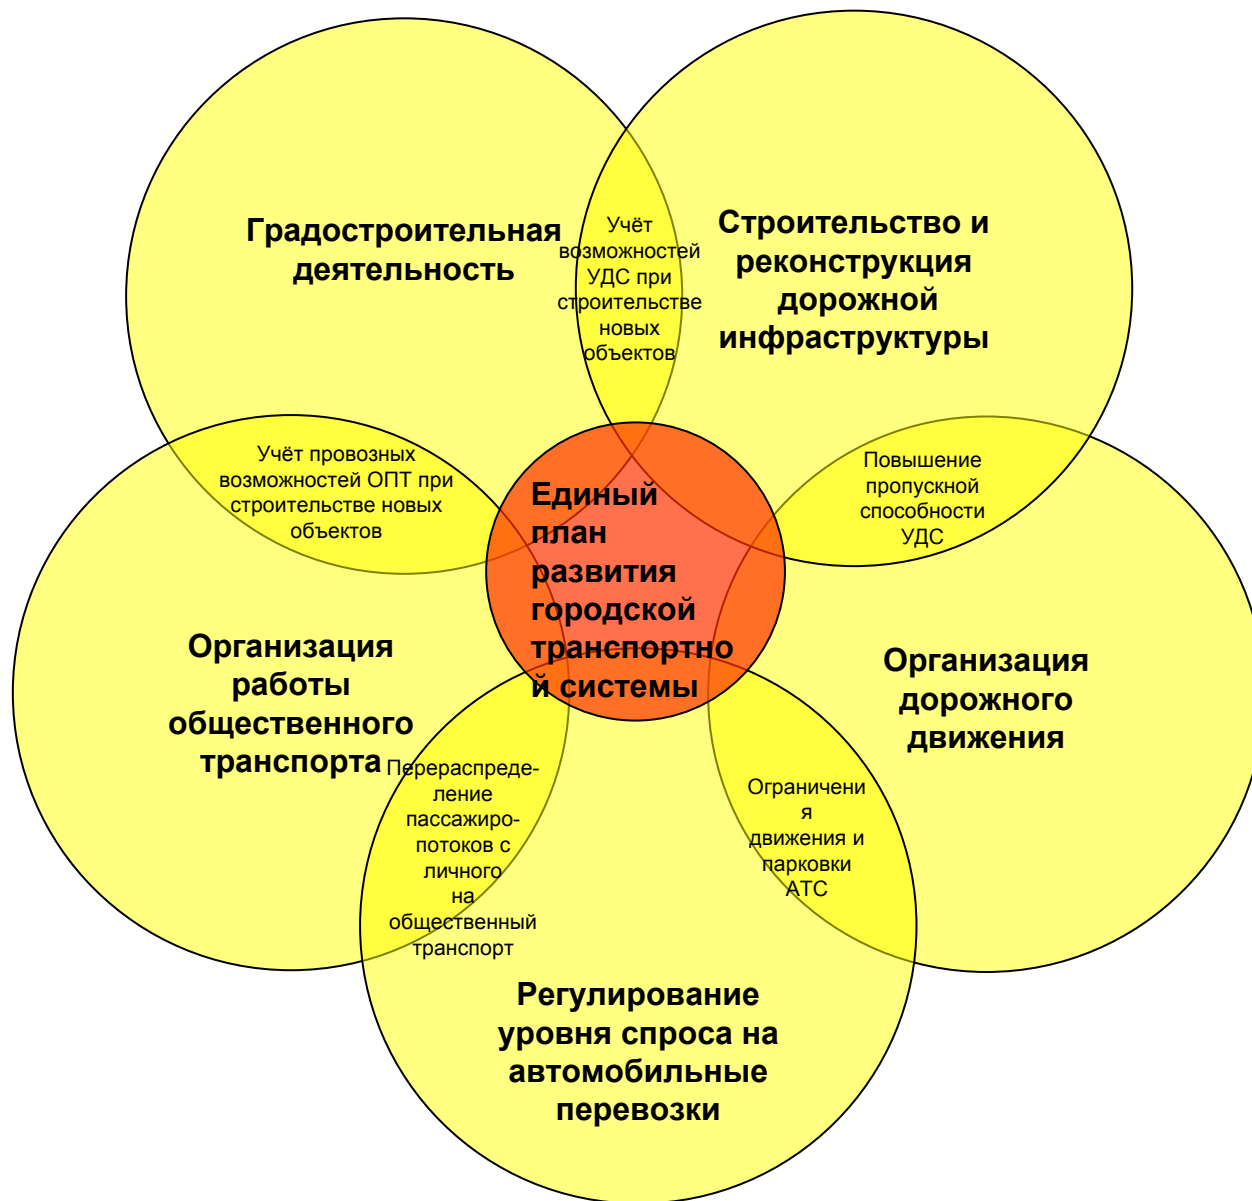 Градостроительная
деятельность
Учёт
возможностей
УДС при
строительстве
новых
объектов
Строительство и
реконструкция
дорожной
инфраструктуры
Учёт провозных
возможностей ОПТ при
строительстве новых
объектов
Единый
план
развития
городской
транспортно
й системы
Повышение
пропускной
способности
УДС
Организация
работы
общественного
транспорта
Организация
дорожного
движения
Перераспреде-
ление
пассажиро-
потоков с
личного
на
общественный
транспорт
Ограничени
я
движения и
парковки
АТС
Регулирование
уровня спроса на
автомобильные
перевозки